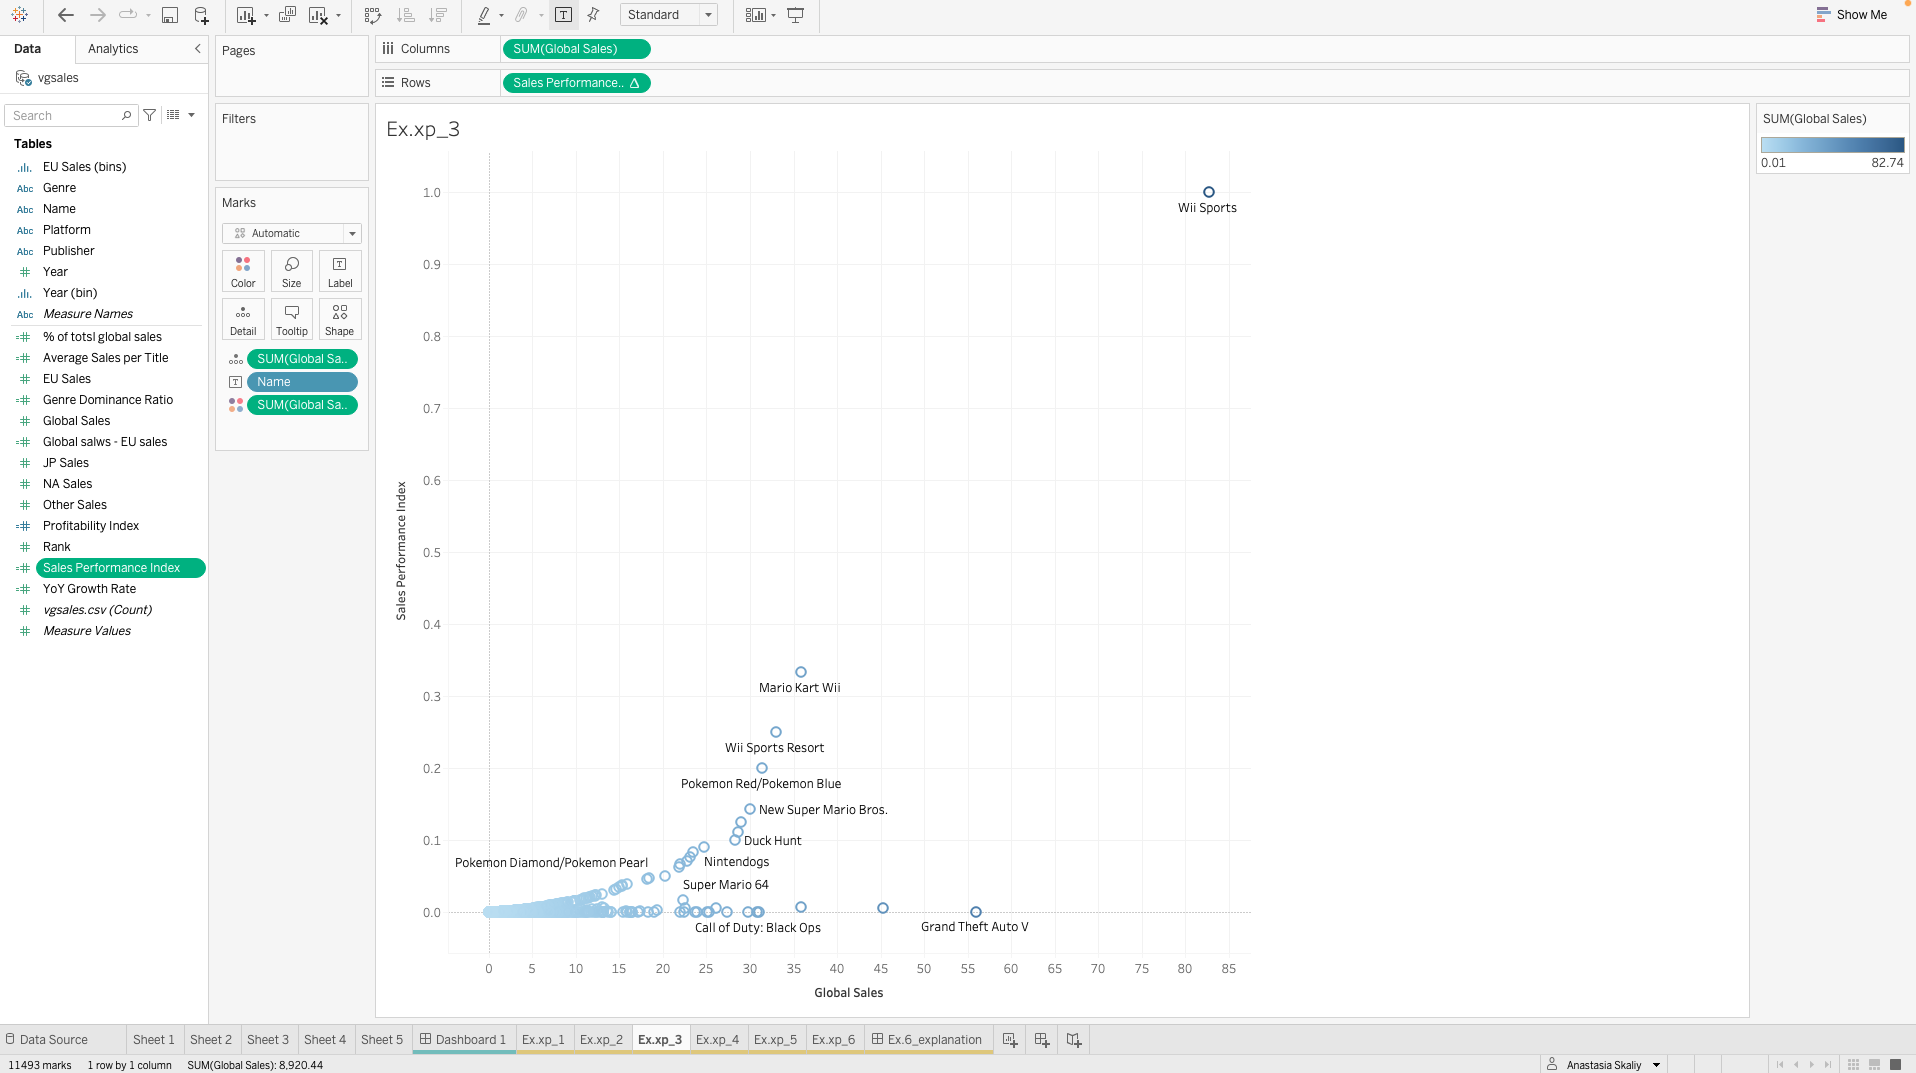 Standard
Show Me
Data
Analytics
Pages
Columns
SUM(Global Sales)
vgsales
Rows
Sales Performance..
Search
Filters
Ex.xp_3
SUM(Global Sales)
0.01
82.74
Tables
Abc
EU Sales (bins)
Abc
Genre
Abc
Name
Abc
Platform
Abc
Publisher
Year
Year (bin)
Abc
Measure Names
% of totsl global sales
Average Sales per Title
EU Sales
Genre Dominance Ratio
Global Sales
Global salws - EU sales
JP Sales
NA Sales
Other Sales
Profitability Index
Rank
Sales Performance Index
YoY Growth Rate
vgsales.csv (Count)
Measure Values
Marks
Automatic
Color
Size
Label
Detail
Tooltip
Shape
SUM(Global Sa..
Name
SUM(Global Sa..
Sales Performance Index
1.0
0.9
0.8
0.7
0.6
0.5
0.4
0.3
0.2
0.1
0.0
Wii Sports
Mario Kart Wii
Wii Sports Resort
Pokemon Red/Pokemon Blue
New Super Mario Bros.
Duck Hunt
Pokemon Diamond/Pokemon Pearl
Nintendogs
Super Mario 64
Call of Duty: Black Ops
Grand Theft Auto V
0 5 10 15 20 25 30 35 40 45 50 55 60 65 70 75 80 85
Global Sales
Data Source
Sheet 1
Sheet 2
Sheet 3
Sheet 4
Sheet 5
Dashboard 1
Ex.xp_1
Ex.xp_2
Ex.xp_3
Ex.xp_4
Ex.xp_5
Ex.xp_6
Ex.6_explanation
11493 marks
1 row by 1 column
SUM(Global Sales): 8,920.44
Anastasia Skaliy